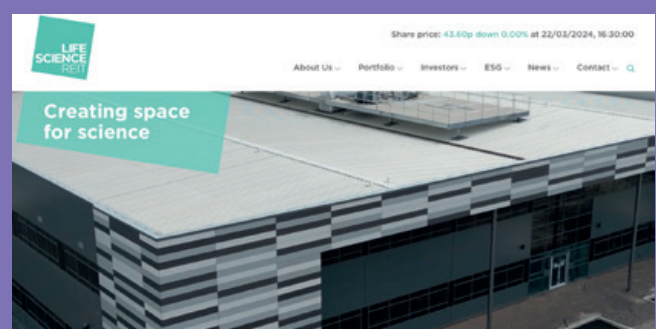 LIFE
SCIENCE
REIT
Share price: 43.60p down 0.00% at 22/03/2024, 16:30:00
About Us Portfolio Investors ESG News Contact
Creating space
for science